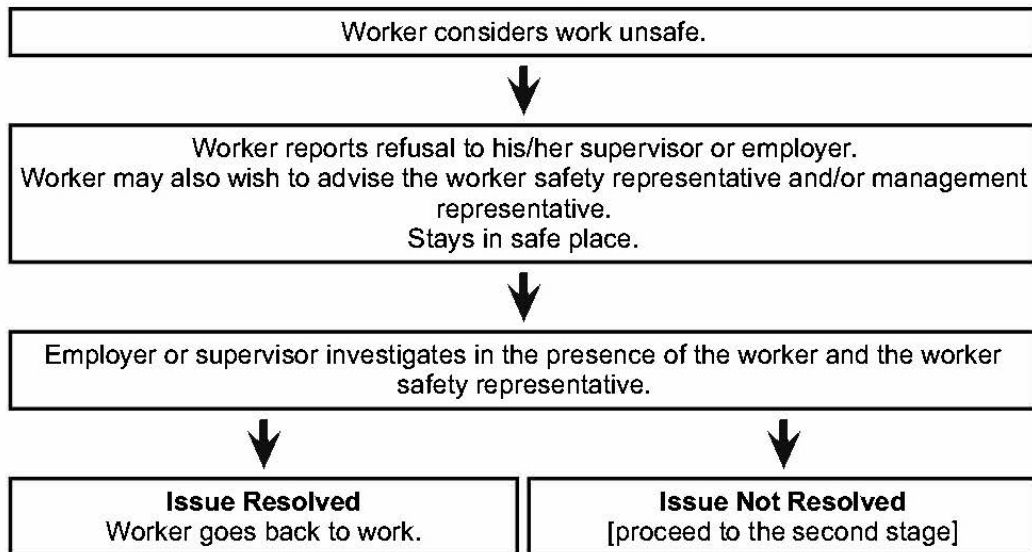 Worker considers work unsafe.
Worker reports refusal to his/her supervisor or employer.
Worker may also wish to advise the worker safety representative and/or management
representative.
Stays in safe place.
Employer or supervisor investigates in the presence of the worker and the worker
safety representative.
Issue Resolved
Worker goes back to work.
Issue Not Resolved
[proceed to the second stage]